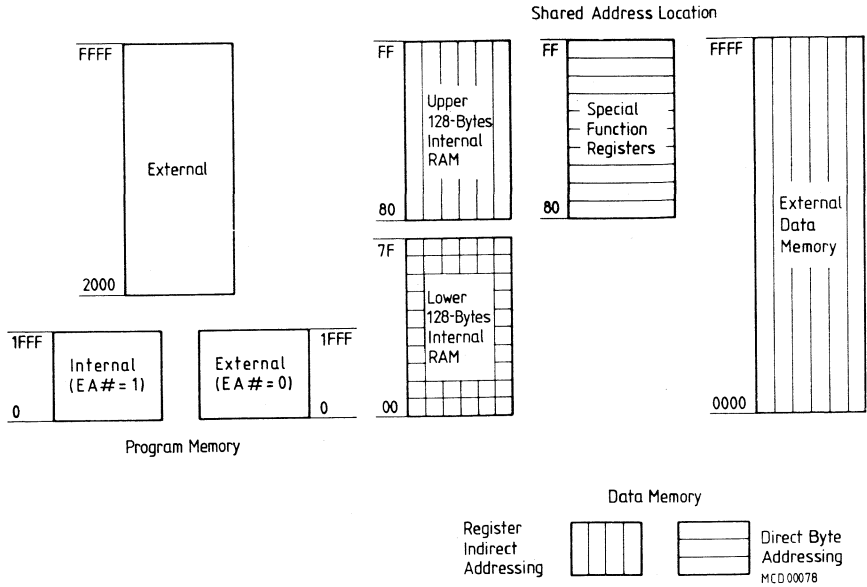 Shared Address Location
FFFF
External
2000
1FFF
Internal
(EA#=1)
0
External
(EA#=0)
1FFF
0
Program Memory
FF
Upper
128-Bytes
Internal
RAM
80
7F
Lower
128-Bytes
Internal
RAM
00
FF
Special
Function
Registers
80
FFFF
External
Data
Memory
0000
Data Memory
Register
Indirect
Addressing
Direct Byte
Addressing
MCD00078